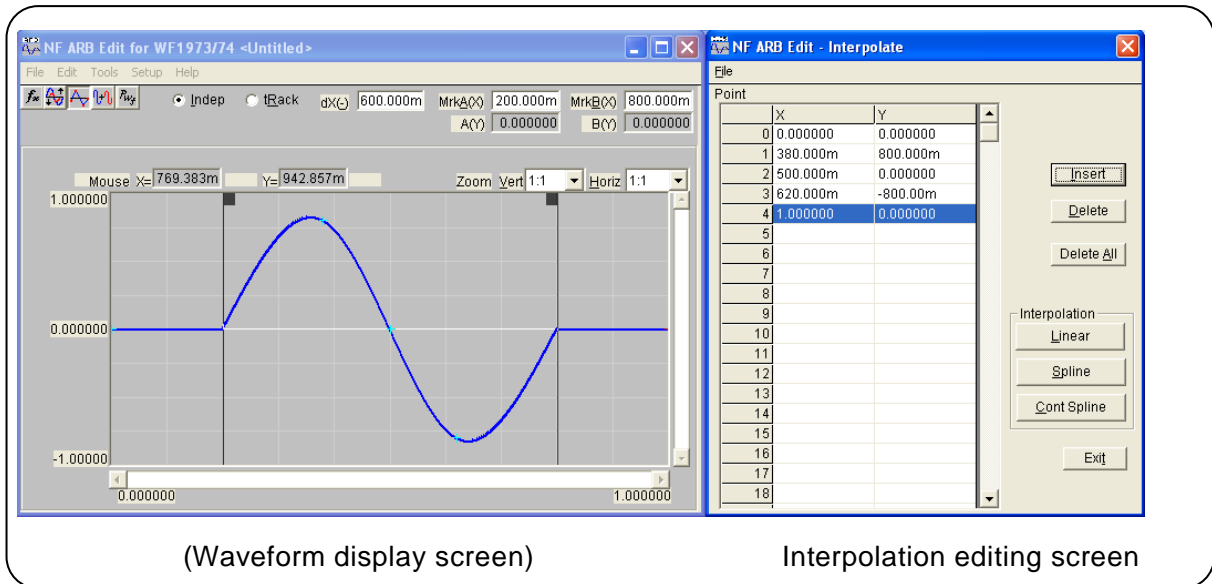 NF ARB Edit for WF1973/74 <Untitled>
File Edit Tools Setup Help
Indep tRack dX(-) 600.000m MrkA(X) 200.000m MrkB(X) 800.000m
A(Y) 0.000000 B(Y) 0.000000
Mouse X= 769.383m Y= 942.857m Zoom Vert 1:1 Horiz 1:1
1.000000
0.000000
-1.00000
0.000000 1.000000
(Waveform display screen)
NF ARB Edit - Interpolate
File
Point
X Y
0 0.000000 0.000000
1 380.000m 800.000m
2 500.000m 0.000000
3 620.000m -800.00m
4 1.000000 0.000000
5
6
7
8
9
10
11
12
13
14
15
16
17
18
Insert
Delete
Delete All
Interpolation
Linear
Spline
Cont Spline
Exit
Interpolation editing screen